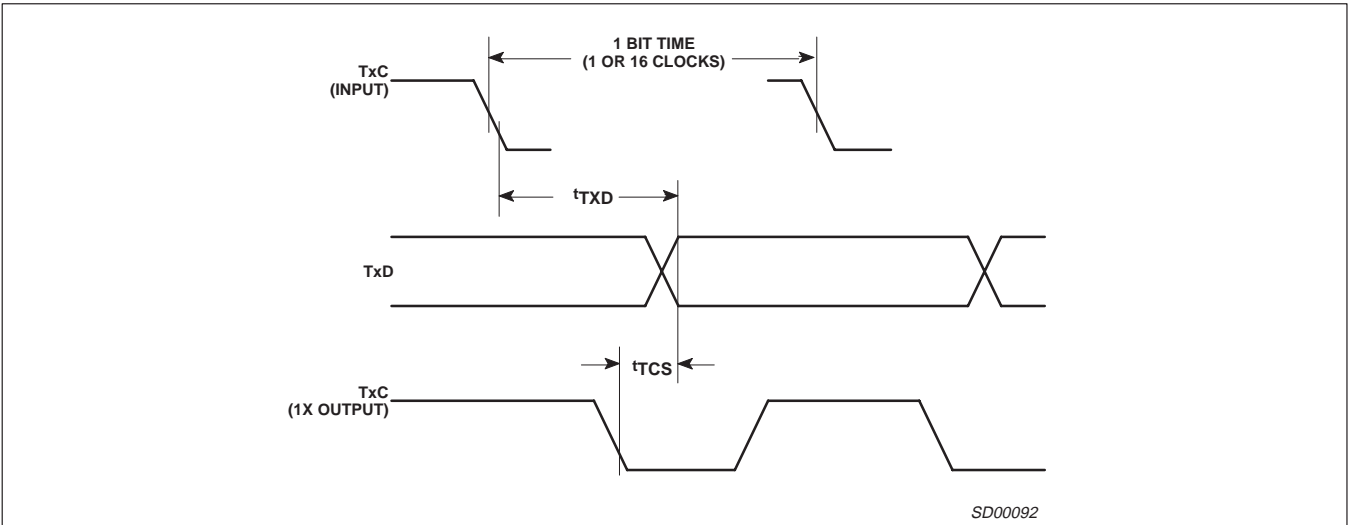 1 BIT TIME
(1 OR 16 CLOCKS)
TxC
(INPUT)
tTXD
TxD
tTCS
TxC
(1X OUTPUT)
SD00092